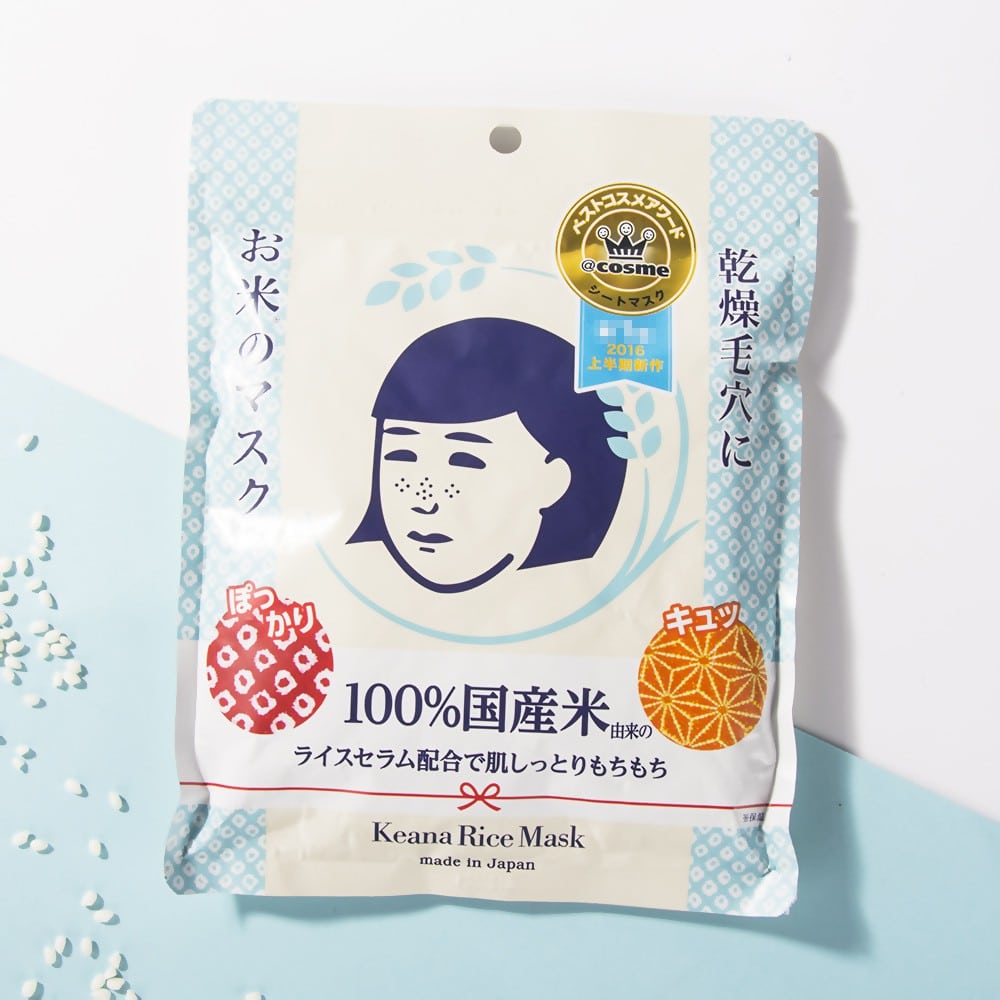 乾燥毛穴に
お米のマスク
ベストコスメアワード
@cosme
シートマスク
2016
上半期新作
ぽっ
かり
キュッ
100%国産米由来の
ライスセラム配合で肌しっとりもちもち
※保湿
Keana Rice Mask
made in Japan